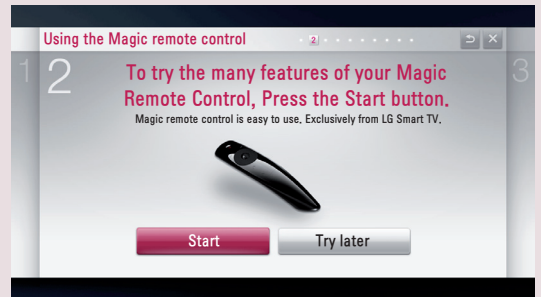 Using the Magic remote control
2
1
2
3
To try the many features of your Magic
Remote Control, Press the Start button.
Magic remote control is easy to use. Exclusively from LG Smart TV.
Start
Try later